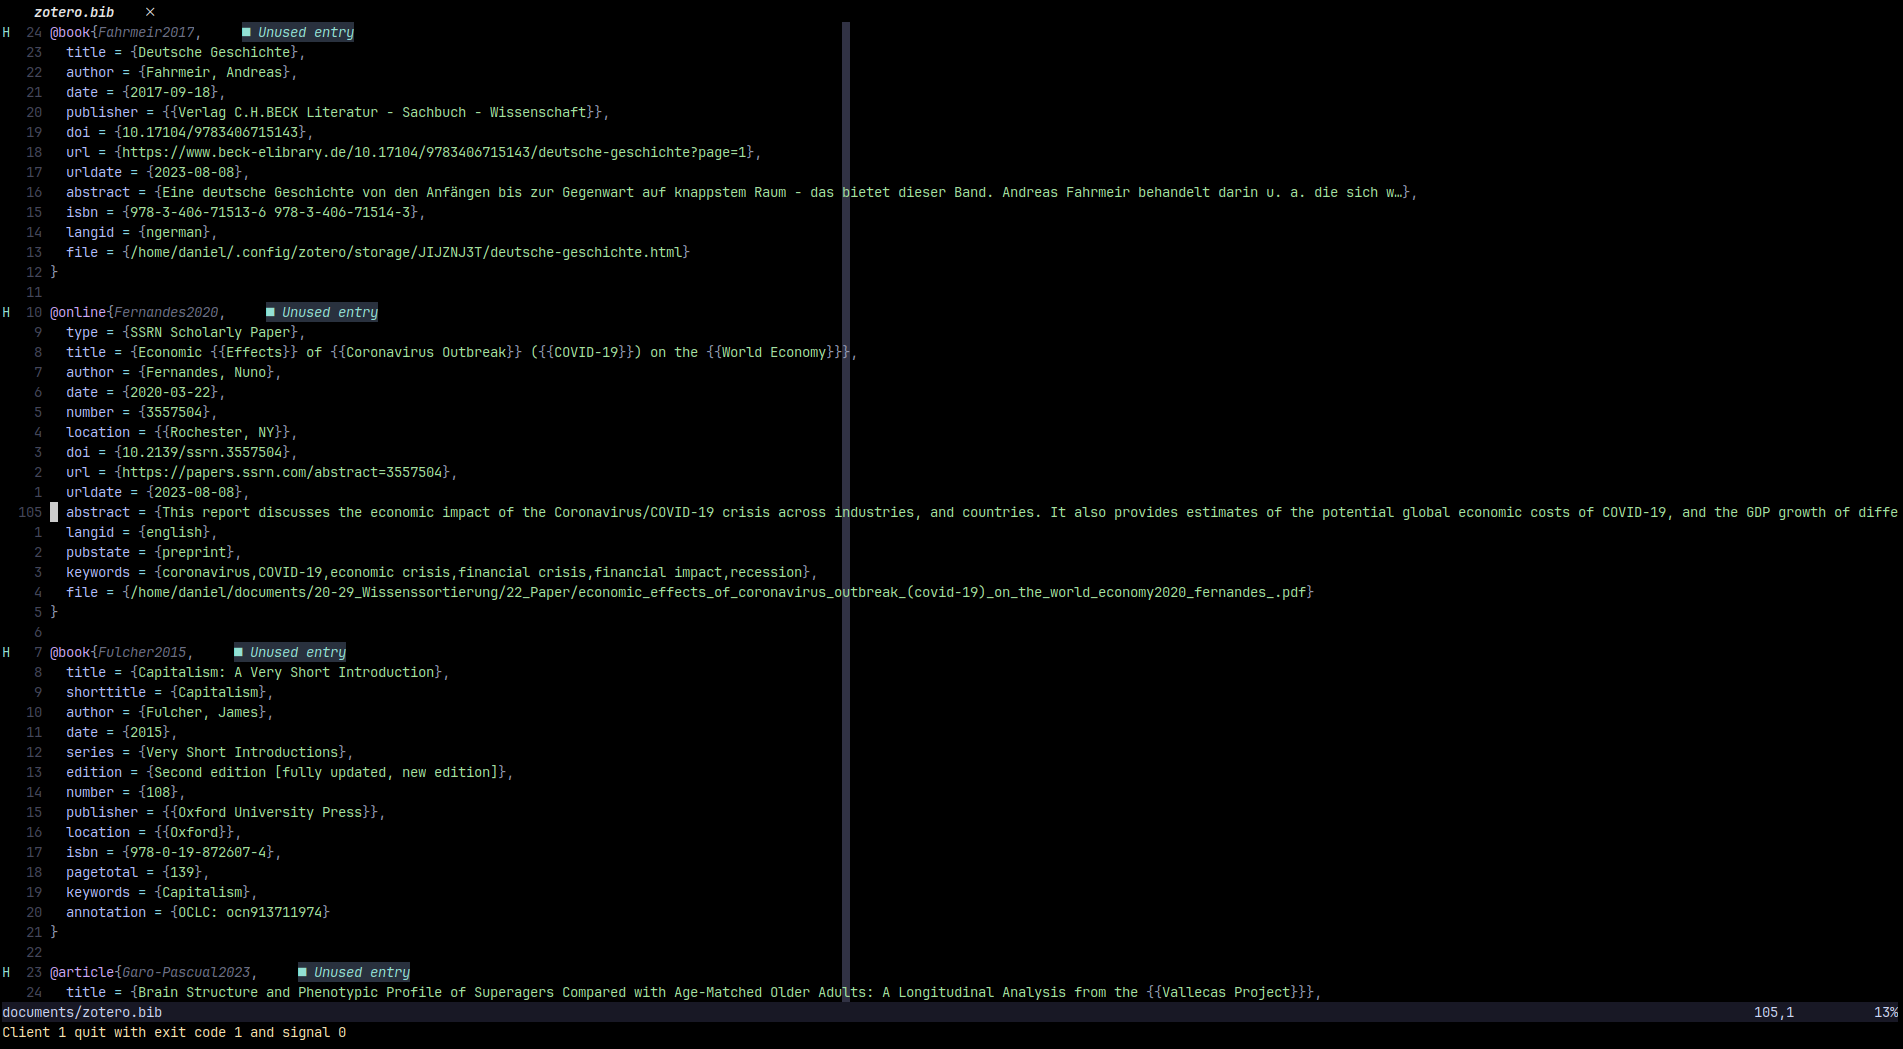 zotero.bib ×
H 24 @book{Fahrmeir2017, ■ Unused entry
23 title = {Deutsche Geschichte},
22 author = {Fahrmeir, Andreas},
21 date = {2017-09-18},
20 publisher = {{Verlag C.H.BECK Literatur - Sachbuch - Wissenschaft}},
19 doi = {10.17104/9783406715143},
18 url = {https://www.beck-elibrary.de/10.17104/9783406715143/deutsche-geschichte?page=1},
17 urldate = {2023-08-08},
16 abstract = {Eine deutsche Geschichte von den Anfängen bis zur Gegenwart auf knappstem Raum - das bietet dieser Band. Andreas Fahrmeir behandelt darin u. a. die sich w…},
15 isbn = {978-3-406-71513-6 978-3-406-71514-3},
14 langid = {ngerman},
13 file = {/home/daniel/.config/zotero/storage/JIJZNJ3T/deutsche-geschichte.html}
12 }
11
H 10 @online{Fernandes2020, ■ Unused entry
9 type = {SSRN Scholarly Paper},
8 title = {Economic {{Effects}} of {{Coronavirus Outbreak}} ({{COVID-19}}) on the {{World Economy}}},
7 author = {Fernandes, Nuno},
6 date = {2020-03-22},
5 number = {3557504},
4 location = {{Rochester, NY}},
3 doi = {10.2139/ssrn.3557504},
2 url = {https://papers.ssrn.com/abstract=3557504},
1 urldate = {2023-08-08},
105 abstract = {This report discusses the economic impact of the Coronavirus/COVID-19 crisis across industries, and countries. It also provides estimates of the potential global economic costs of COVID-19, and the GDP growth of diffe
1 langid = {english},
2 pubstate = {preprint},
3 keywords = {coronavirus,COVID-19,economic crisis,financial crisis,financial impact,recession},
4 file = {/home/daniel/documents/20-29_Wissenssortierung/22_Paper/economic_effects_of_coronavirus_outbreak_(covid-19)_on_the_world_economy2020_fernandes_.pdf}
5 }
6
H 7 @book{Fulcher2015, ■ Unused entry
8 title = {Capitalism: A Very Short Introduction},
9 shorttitle = {Capitalism},
10 author = {Fulcher, James},
11 date = {2015},
12 series = {Very Short Introductions},
13 edition = {Second edition [fully updated, new edition]},
14 number = {108},
15 publisher = {{Oxford University Press}},
16 location = {{Oxford}},
17 isbn = {978-0-19-872607-4},
18 pagetotal = {139},
19 keywords = {Capitalism},
20 annotation = {OCLC: ocn913711974}
21 }
22
H 23 @article{Garo-Pascual2023, ■ Unused entry
24 title = {Brain Structure and Phenotypic Profile of Superagers Compared with Age-Matched Older Adults: A Longitudinal Analysis from the {{Vallecas Project}}},
documents/zotero.bib 105,1 13%
Client 1 quit with exit code 1 and signal 0